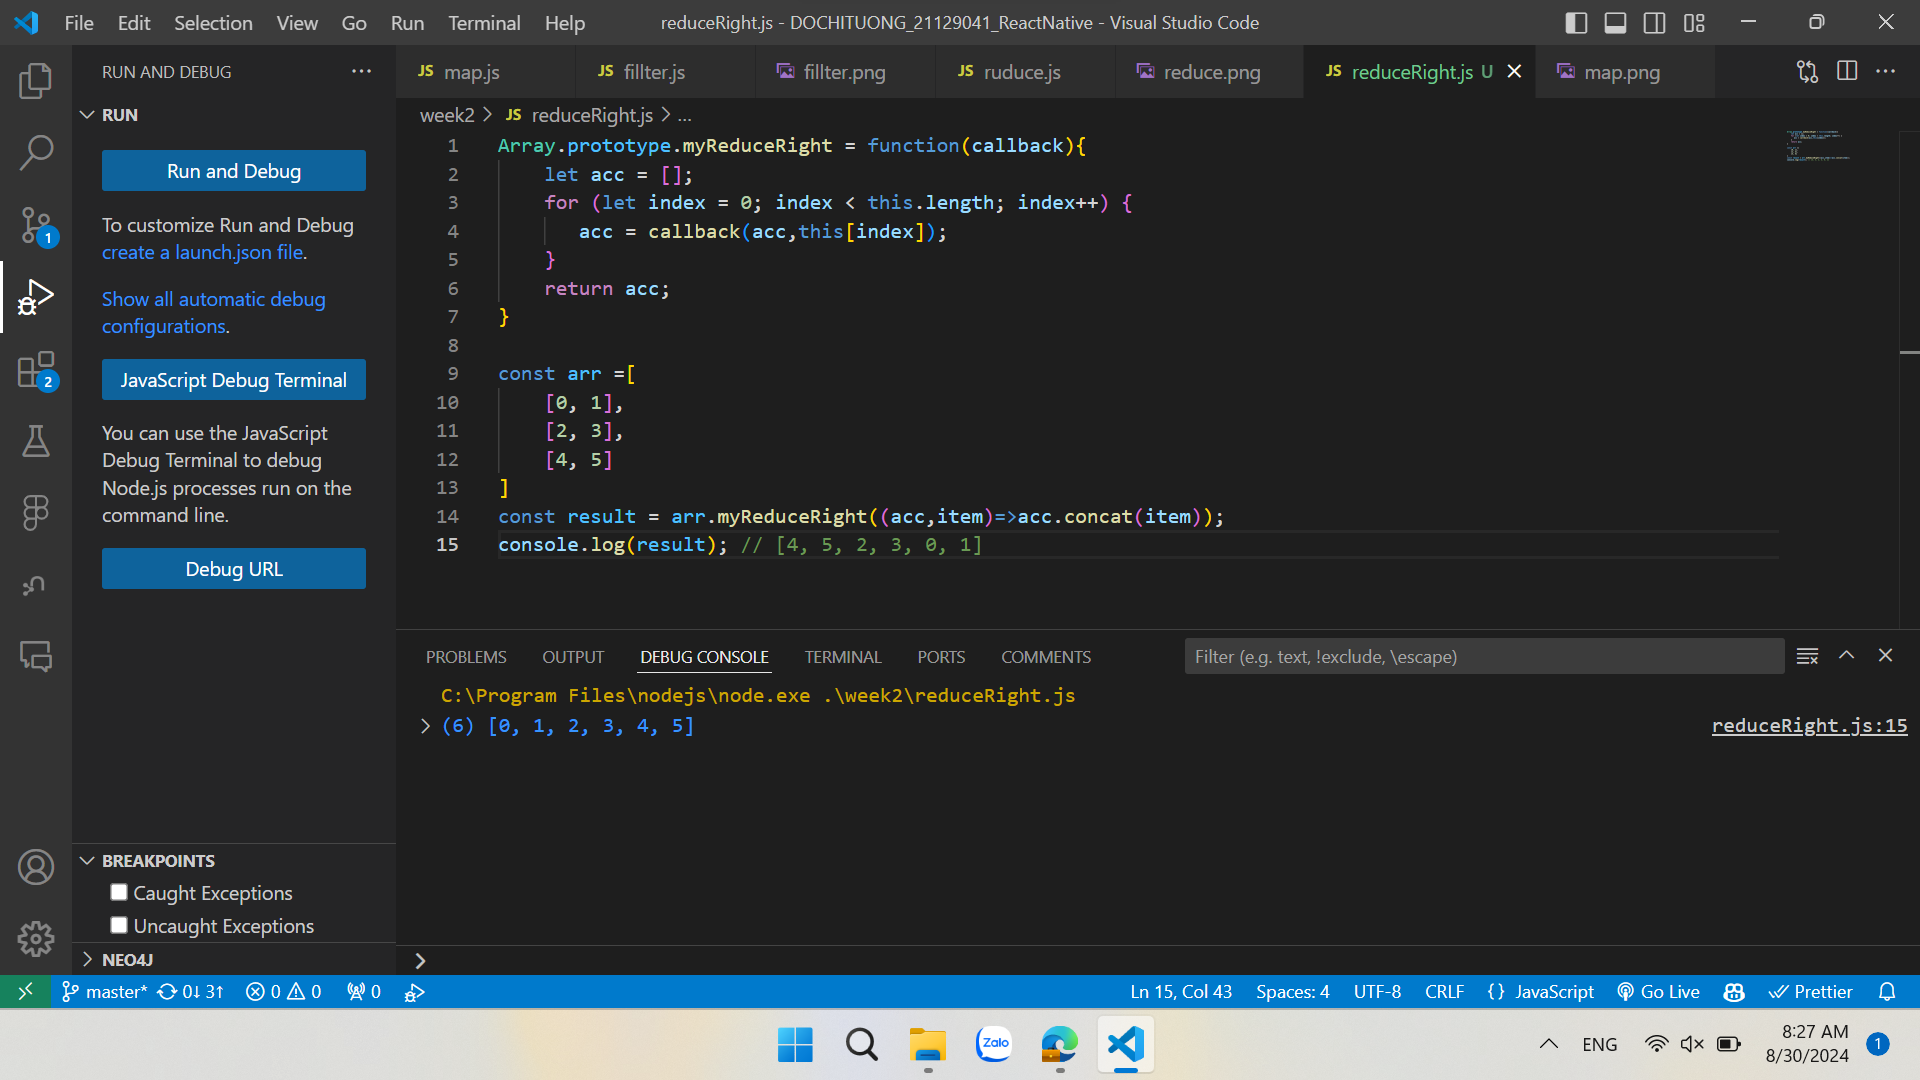 File Edit Selection View Go Run Terminal Help
reduceRight.js - DOCHITUONG_21129041_ReactNative - Visual Studio Code
RUN AND DEBUG
RUN
Run and Debug
To customize Run and Debug
create a launch.json file.
Show all automatic debug
configurations.
JavaScript Debug Terminal
You can use the JavaScript
Debug Terminal to debug
Node.js processes run on the
command line.
Debug URL
1
2
BREAKPOINTS
Caught Exceptions
Uncaught Exceptions
NEO4J
JS map.js JS fillter.js fillter.png JS ruduce.js reduce.png JS reduceRight.js U map.png
week2 > JS reduceRight.js > ...
1 Array.prototype.myReduceRight = function(callback){
2 let acc = [];
3 for (let index = 0; index < this.length; index++) {
4 acc = callback(acc,this[index]);
5 }
6 return acc;
7 }
8
9 const arr =[
10 [0, 1],
11 [2, 3],
12 [4, 5]
13 ]
14 const result = arr.myReduceRight((acc,item)=>acc.concat(item));
15 console.log(result); // [4, 5, 2, 3, 0, 1]
PROBLEMS OUTPUT DEBUG CONSOLE TERMINAL PORTS COMMENTS
Filter (e.g. text, !exclude, \escape)
C:\Program Files\nodejs\node.exe .\week2\reduceRight.js
> (6) [0, 1, 2, 3, 4, 5]
reduceRight.js:15
>
master* 0↓ 3↑ 0 0 0
Ln 15, Col 43 Spaces: 4 UTF-8 CRLF {} JavaScript Go Live Prettier
Zalo
ENG
8:27 AM
8/30/2024
1